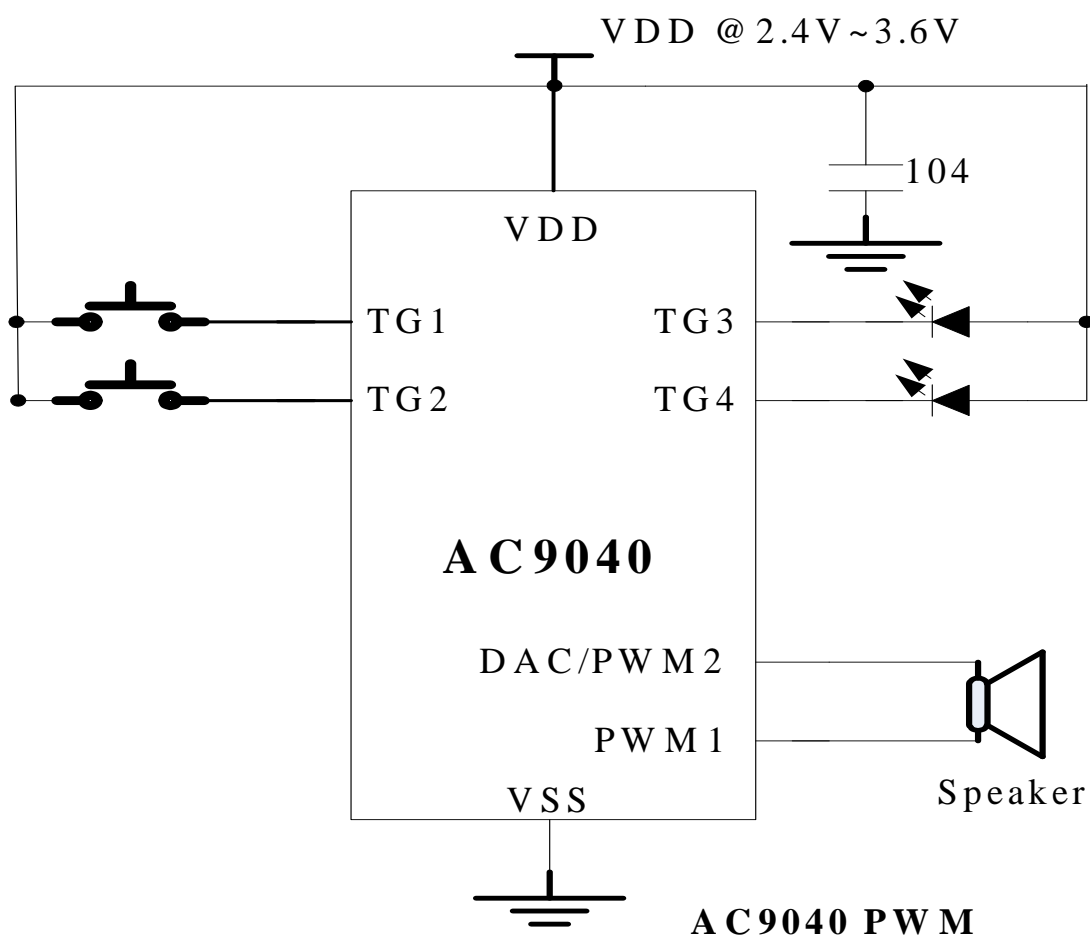 VDD @ 2.4V~3.6V
104
VDD
TG1
TG3
TG2
TG4
AC9040
DAC/PWM2
PWM1
Speaker
VSS
AC9040 PWM